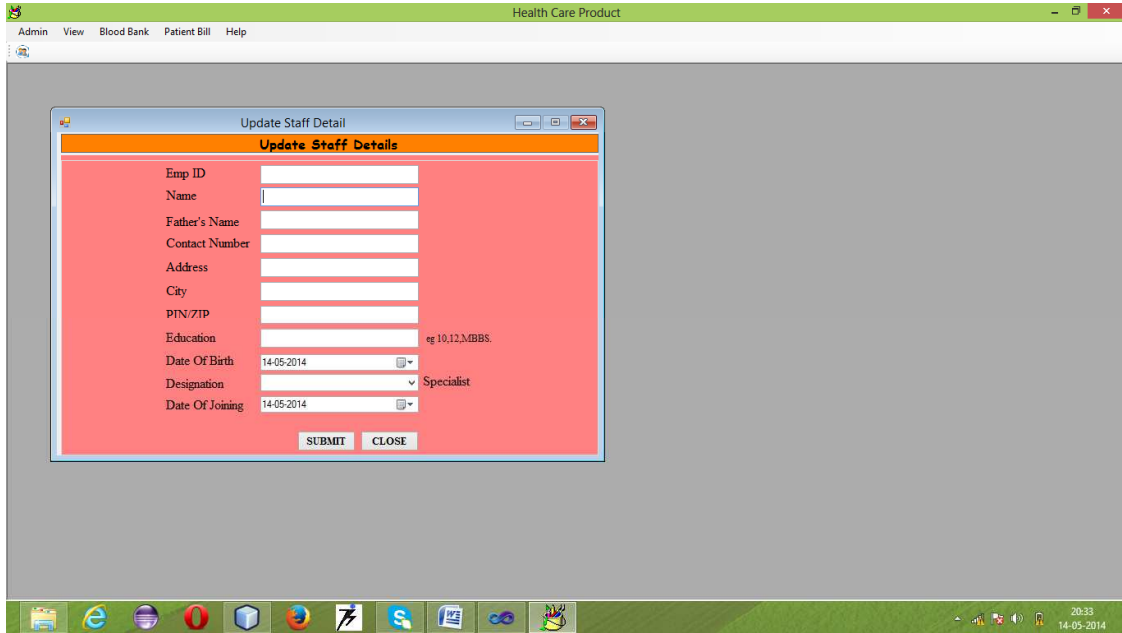 Health Care Product
Admin View Blood Bank Patient Bill Help
Update Staff Detail
Update Staff Details
Emp ID
Name
Father's Name
Contact Number
Address
City
PIN/ZIP
Education eg 10,12,MBBS.
Date Of Birth 14-05-2014
Designation Specialist
Date Of Joining 14-05-2014
SUBMIT CLOSE
20:33
14-05-2014